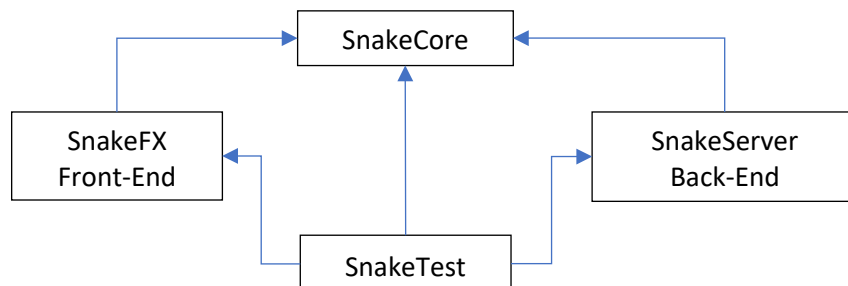 SnakeCore
SnakeFX
Front-End
SnakeServer
Back-End
SnakeTest